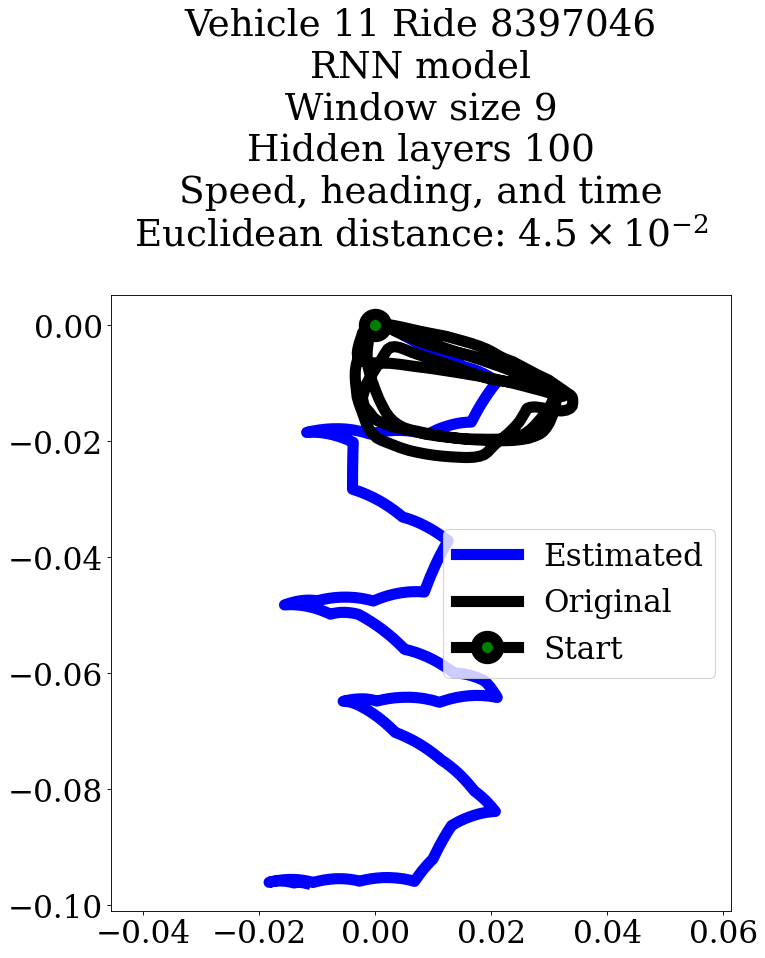 Vehicle 11 Ride 8397046
RNN model
Window size 9
Hidden layers 100
Speed, heading, and time
Euclidean distance: 4.5 × 10⁻²
0.00
−0.02
−0.04
−0.06
−0.08
−0.10
Estimated
Original
Start
−0.04 −0.02 0.00 0.02 0.04 0.06